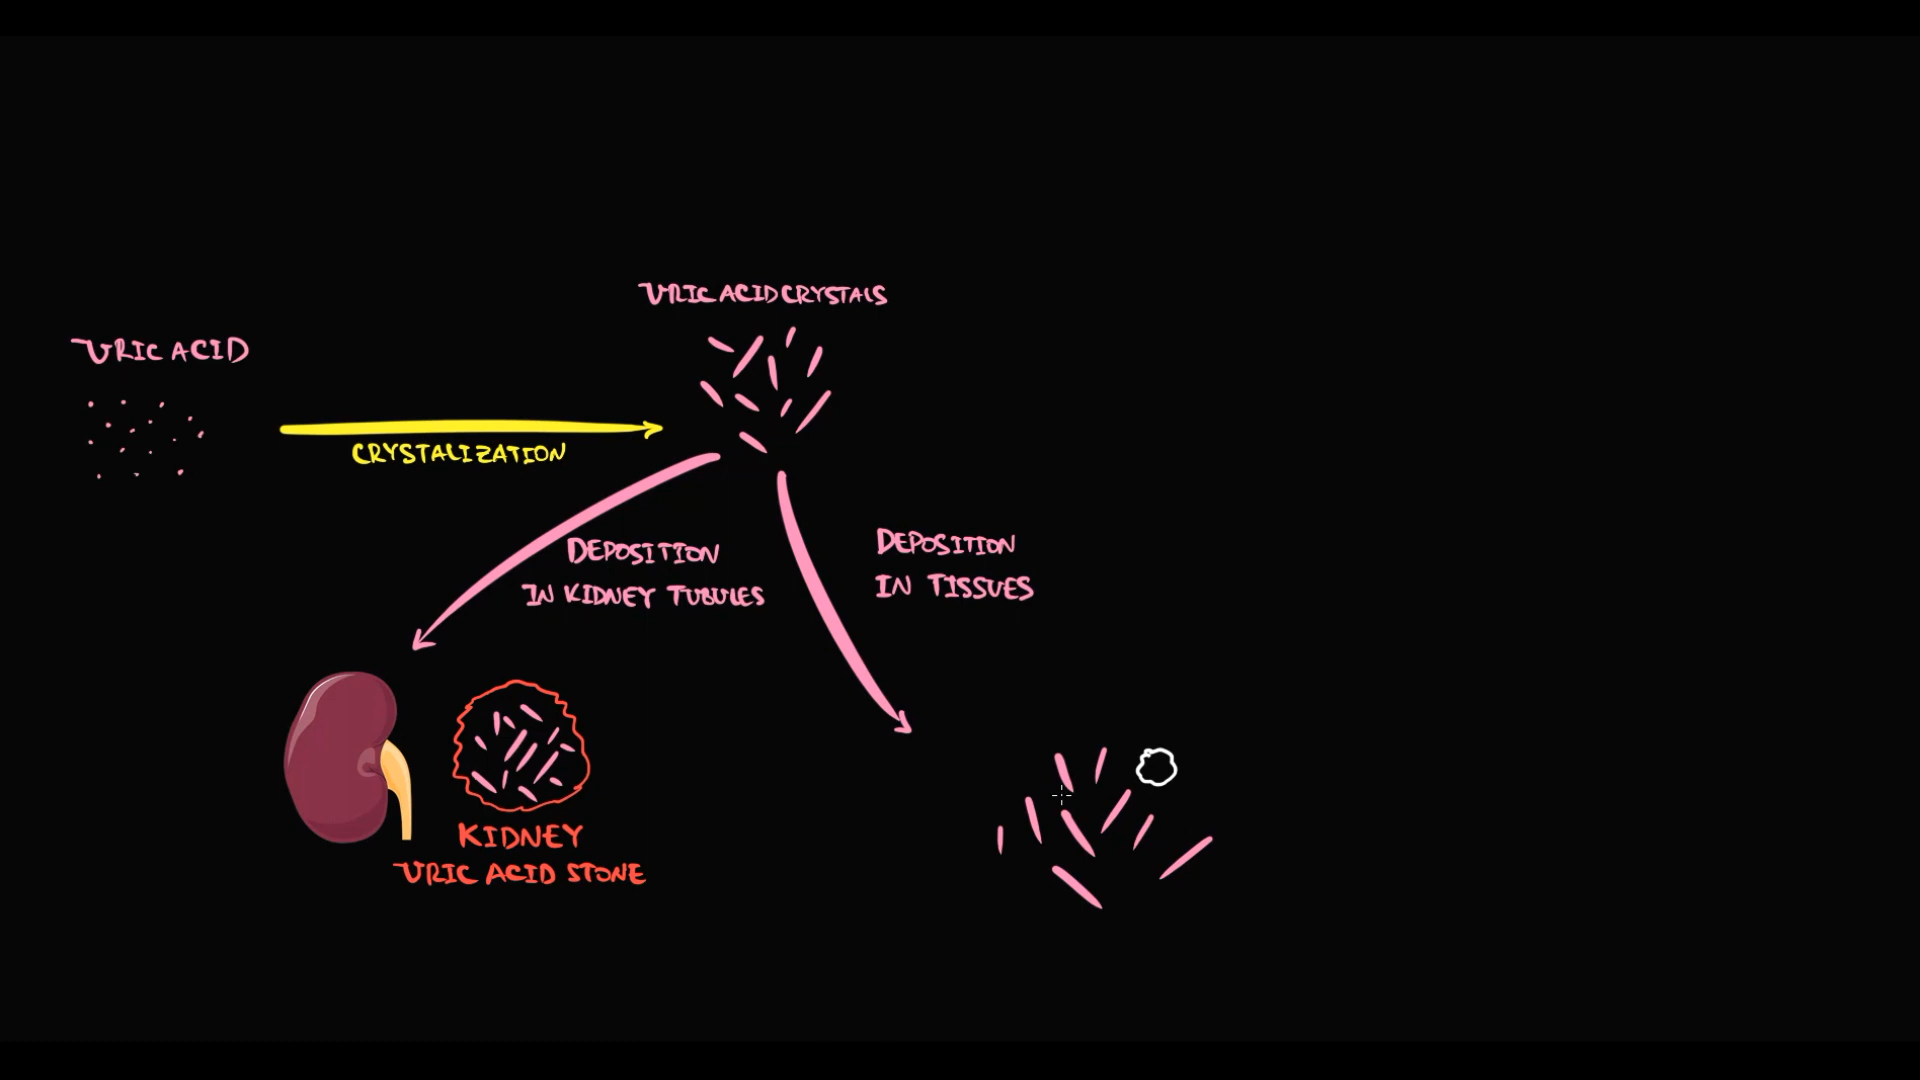 URIC ACID CRYSTALS
URIC ACID
CRYSTALIZATION
DEPOSITION
IN KIDNEY TUBULES
DEPOSITION
IN TISSUES
KIDNEY
URIC ACID STONE